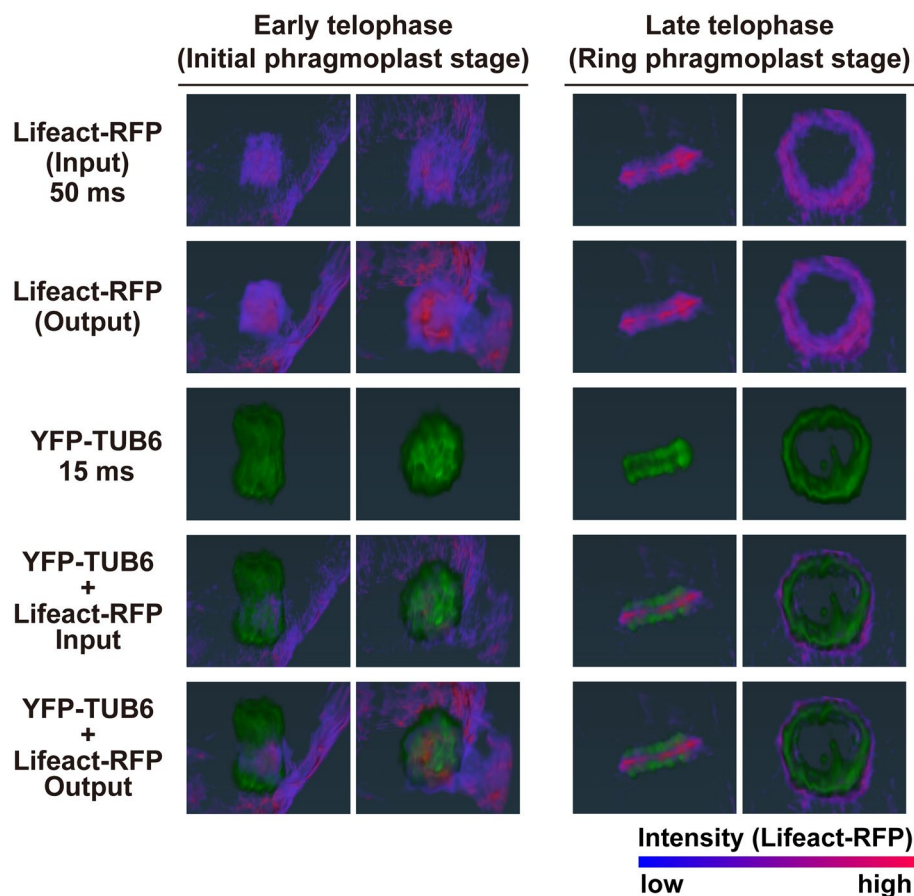 Early telophase
(Initial phragmoplast stage)
Late telophase
(Ring phragmoplast stage)
Lifeact-RFP
(Input)
50 ms
Lifeact-RFP
(Output)
YFP-TUB6
15 ms
YFP-TUB6
+
Lifeact-RFP
Input
YFP-TUB6
+
Lifeact-RFP
Output
Intensity (Lifeact-RFP)
low high